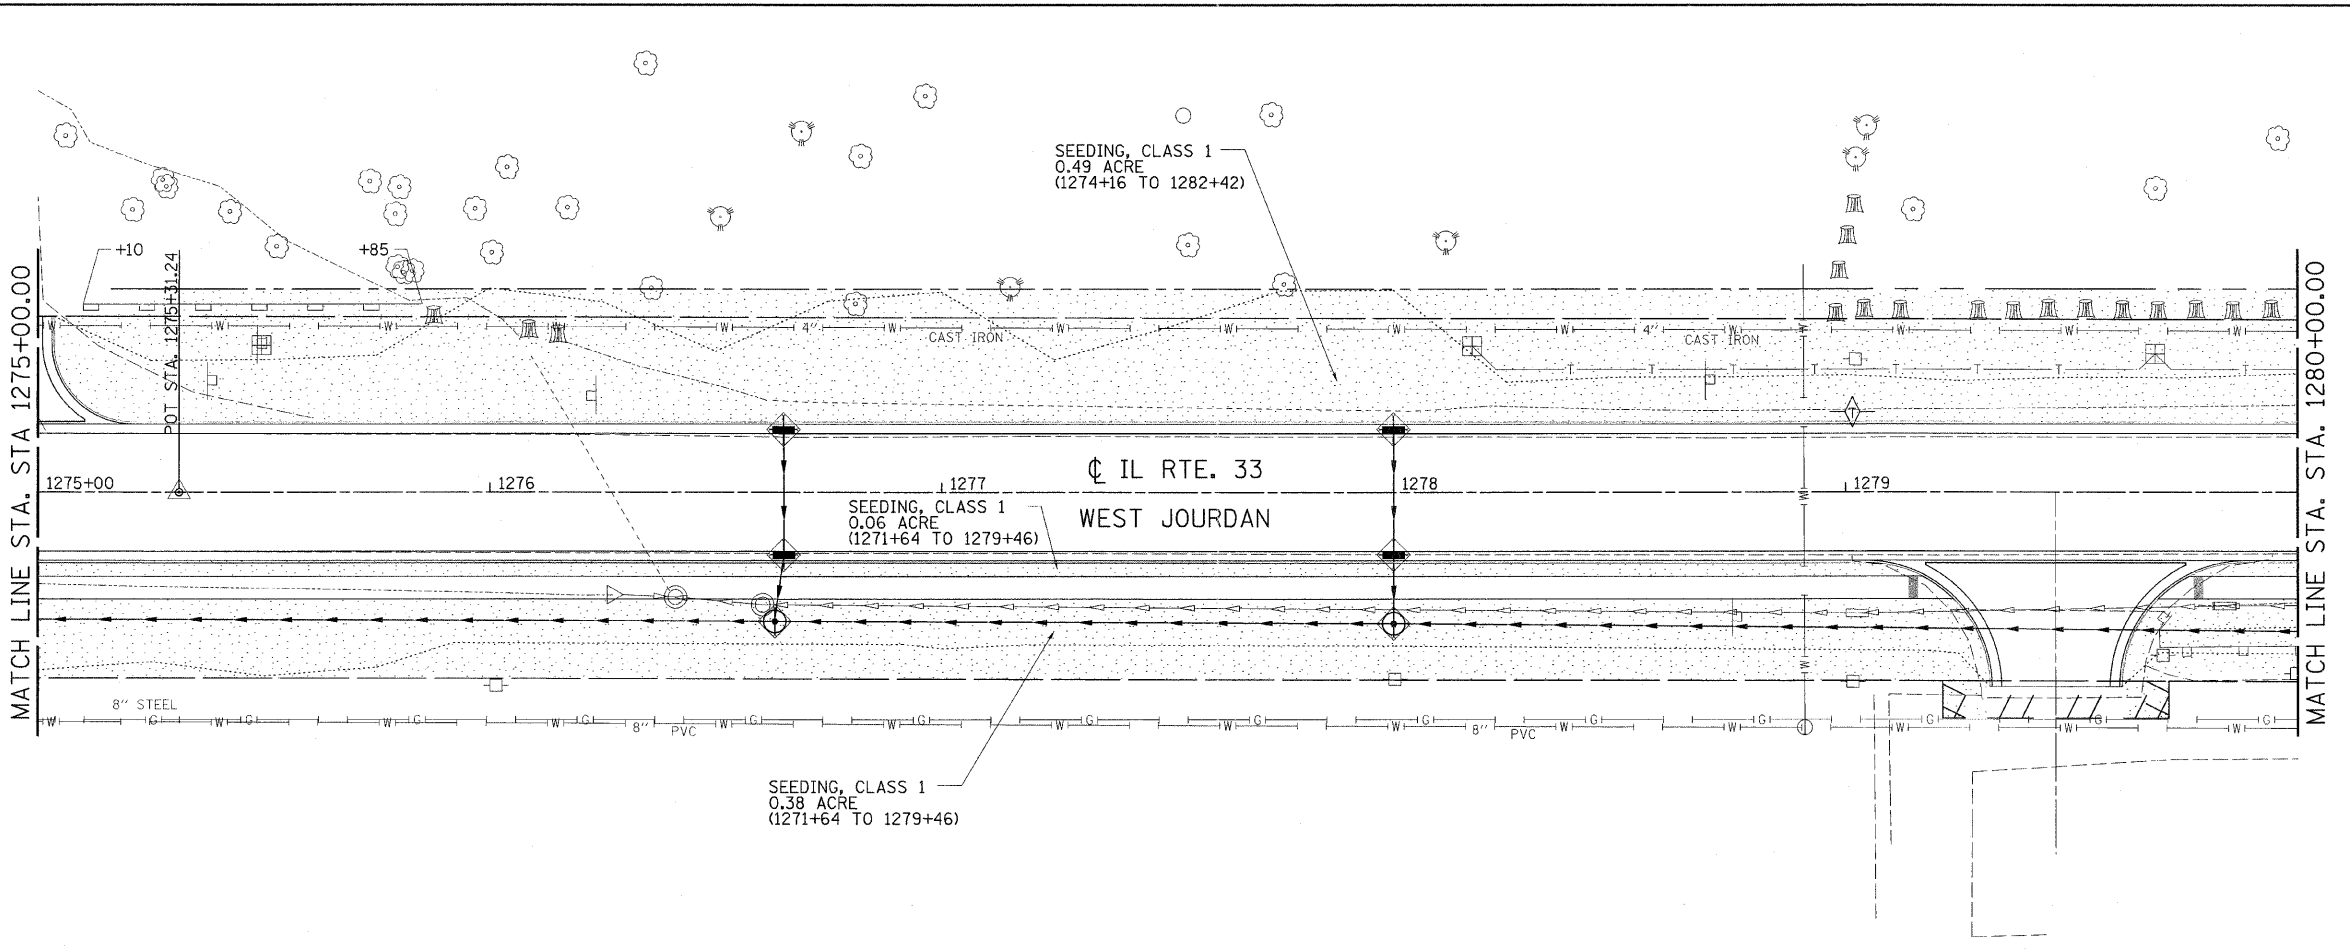 SEEDING, CLASS 1
0.49 ACRE
(1274+16 TO 1282+42)
+10
+85
POT STA. 1275+31.24
MATCH LINE STA. STA 1275+00.00
MATCH LINE STA. STA. 1280+00.00
W W W W 4" W W W W W 4" W W W
CAST IRON
CAST IRON
T T T T T T T T
T
W
℄ IL RTE. 33
1275+00
1276
1277
1278
1279
W
SEEDING, CLASS 1
0.06 ACRE
(1271+64 TO 1279+46)
WEST JOURDAN
W
8" STEEL
W G W G W G W G 8" W G W G W G W G 8" W G W G W G W G W G
PVC
PVC
SEEDING, CLASS 1
0.38 ACRE
(1271+64 TO 1279+46)